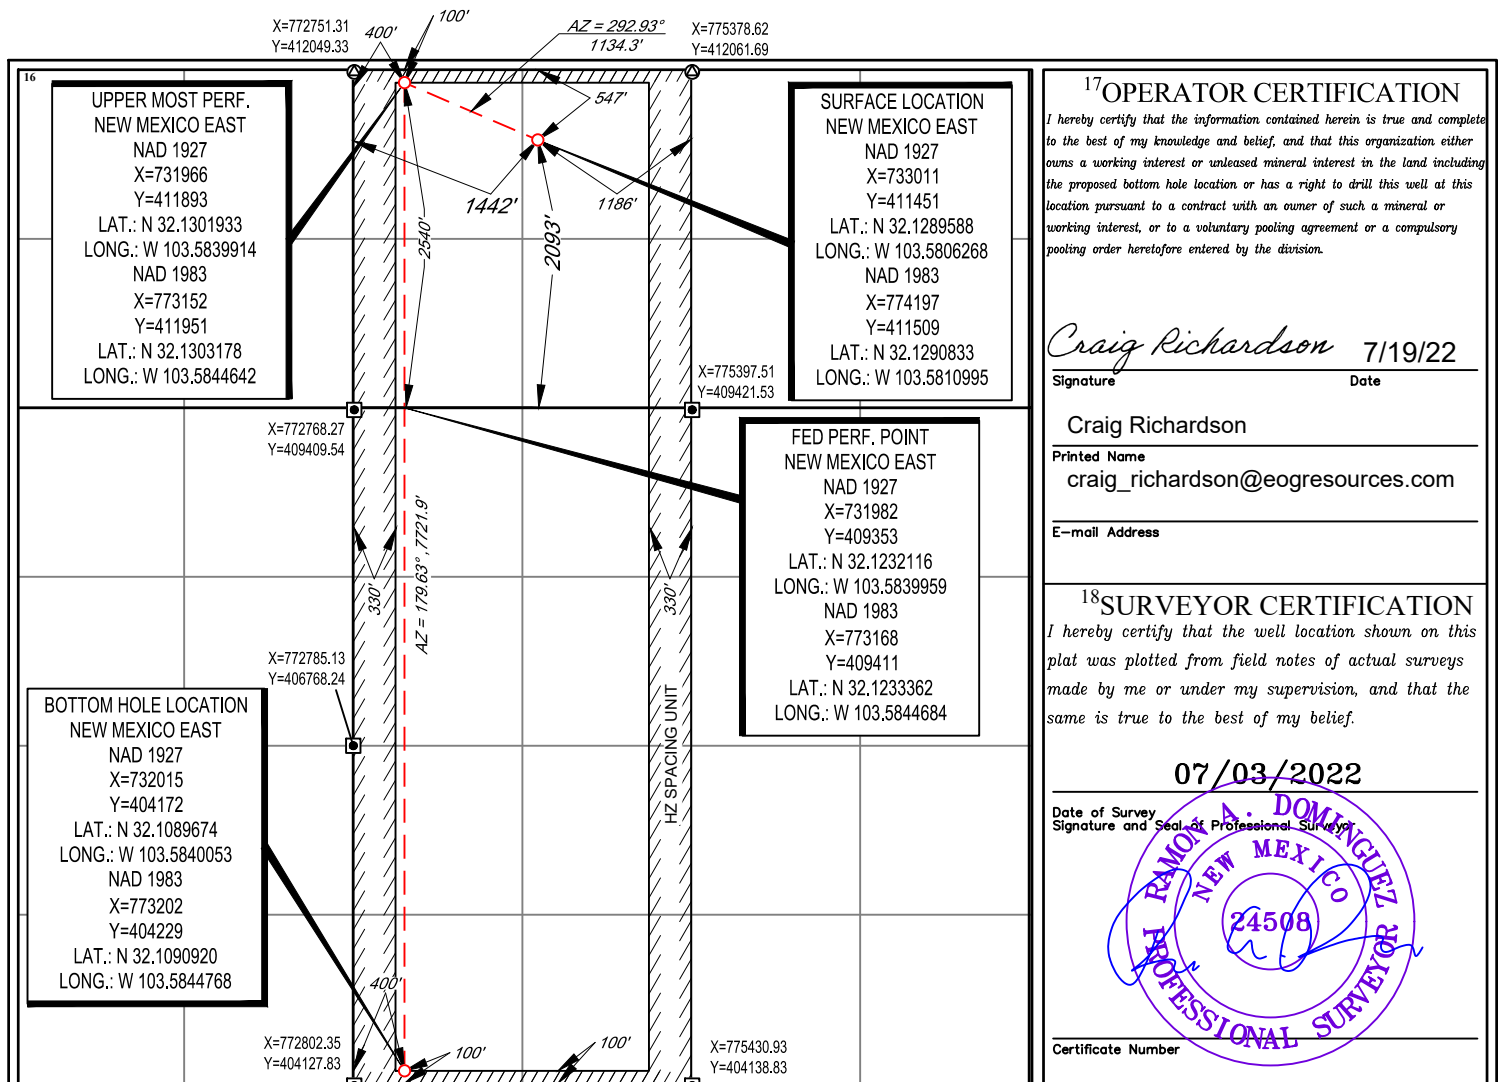 X=772751.31
Y=412049.33
400'
100'
AZ = 292.93°
1134.3'
X=775378.62
Y=412061.69
16
547'
1442'
1186'
2540'
2093'
UPPER MOST PERF.
NEW MEXICO EAST
NAD 1927
X=731966
Y=411893
LAT.: N 32.1301933
LONG.: W 103.5839914
NAD 1983
X=773152
Y=411951
LAT.: N 32.1303178
LONG.: W 103.5844642
SURFACE LOCATION
NEW MEXICO EAST
NAD 1927
X=733011
Y=411451
LAT.: N 32.1289588
LONG.: W 103.5806268
NAD 1983
X=774197
Y=411509
LAT.: N 32.1290833
LONG.: W 103.5810995
X=775397.51
Y=409421.53
X=772768.27
Y=409409.54
FED PERF. POINT
NEW MEXICO EAST
NAD 1927
X=731982
Y=409353
LAT.: N 32.1232116
LONG.: W 103.5839959
NAD 1983
X=773168
Y=409411
LAT.: N 32.1233362
LONG.: W 103.5844684
330'
AZ = 179.63°, 7721.9'
330'
X=772785.13
Y=406768.24
HZ SPACING UNIT
BOTTOM HOLE LOCATION
NEW MEXICO EAST
NAD 1927
X=732015
Y=404172
LAT.: N 32.1089674
LONG.: W 103.5840053
NAD 1983
X=773202
Y=404229
LAT.: N 32.1090920
LONG.: W 103.5844768
400'
X=772802.35
Y=404127.83
100'
100'
X=775430.93
Y=404138.83
17OPERATOR CERTIFICATION
I hereby certify that the information contained herein is true and complete
to the best of my knowledge and belief, and that this organization either
owns a working interest or unleased mineral interest in the land including
the proposed bottom hole location or has a right to drill this well at this
location pursuant to a contract with an owner of such a mineral or
working interest, or to a voluntary pooling agreement or a compulsory
pooling order heretofore entered by the division.
Craig Richardson 7/19/22
Signature Date
Craig Richardson
Printed Name
craig_richardson@eogresources.com
E-mail Address
18SURVEYOR CERTIFICATION
I hereby certify that the well location shown on this
plat was plotted from field notes of actual surveys
made by me or under my supervision, and that the
same is true to the best of my belief.
07/03/2022
Date of Survey
Signature and Seal of Professional Surveyor
RAMON A. DOMINGUEZ
NEW MEXICO
24508
PROFESSIONAL SURVEYOR
Certificate Number